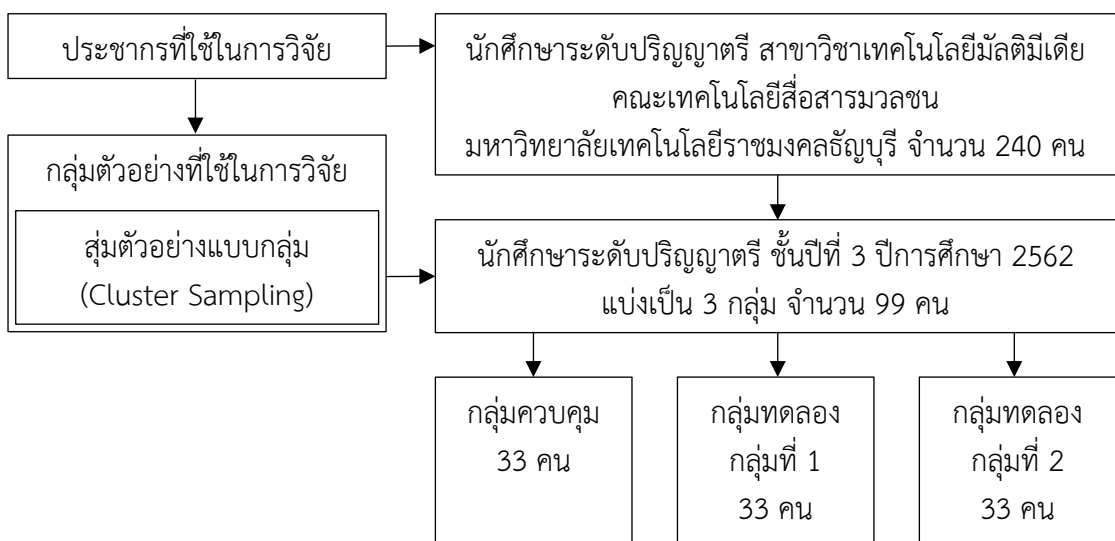 ประชากรที่ใช้ในการวิจัย
นักศึกษาระดับปริญญาตรี สาขาวิชาเทคโนโลยีมัลติมีเดีย
คณะเทคโนโลยีสื่อสารมวลชน
มหาวิทยาลัยเทคโนโลยีราชมงคลธัญบุรี จำนวน 240 คน
กลุ่มตัวอย่างที่ใช้ในการวิจัย
สุ่มตัวอย่างแบบกลุ่ม
(Cluster Sampling)
นักศึกษาระดับปริญญาตรี ชั้นปีที่ 3 ปีการศึกษา 2562
แบ่งเป็น 3 กลุ่ม จำนวน 99 คน
กลุ่มควบคุม
33 คน
กลุ่มทดลอง
กลุ่มที่ 1
33 คน
กลุ่มทดลอง
กลุ่มที่ 2
33 คน